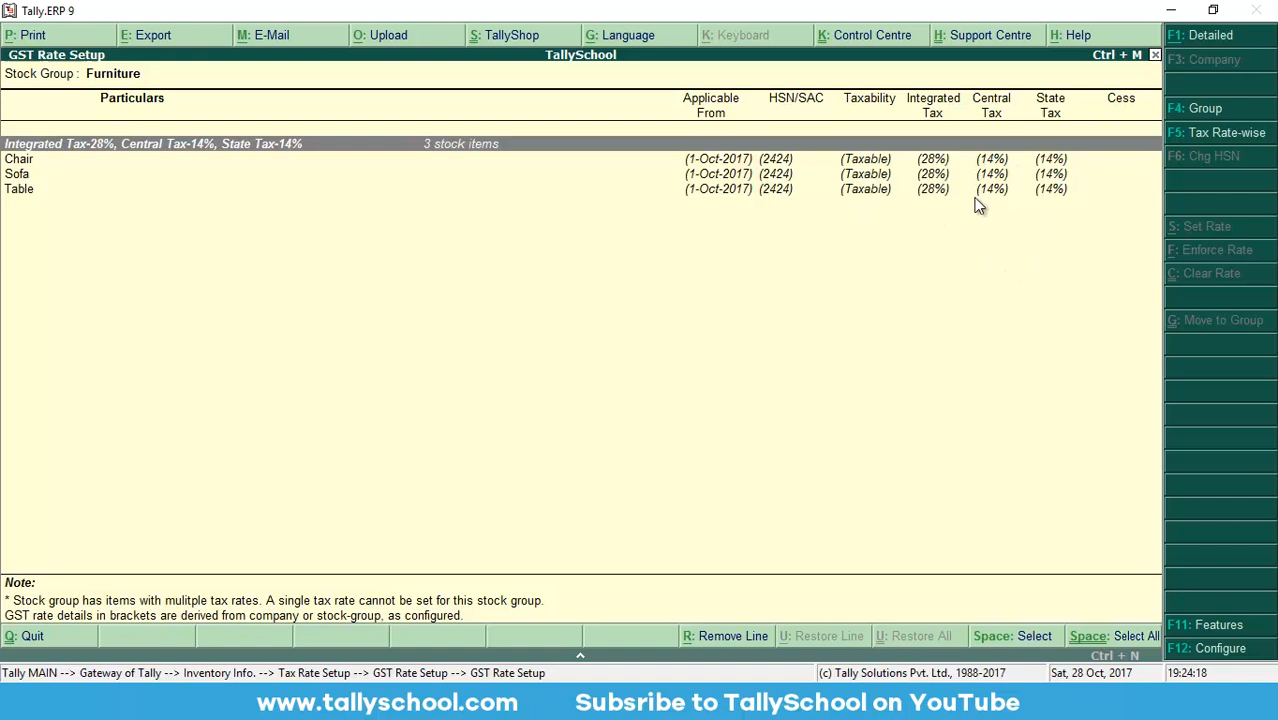 Tally.ERP 9
P: Print E: Export M: E-Mail O: Upload S: TallyShop G: Language K: Keyboard K: Control Centre H: Support Centre H: Help
F1: Detailed
GST Rate Setup TallySchool Ctrl + M
F3: Company
Stock Group : Furniture
Particulars Applicable From HSN/SAC Taxability Integrated Tax Central Tax State Tax Cess
F4: Group
F5: Tax Rate-wise
Integrated Tax-28%, Central Tax-14%, State Tax-14% 3 stock items
F6: Chg HSN
Chair (1-Oct-2017) (2424) (Taxable) (28%) (14%) (14%)
Sofa (1-Oct-2017) (2424) (Taxable) (28%) (14%) (14%)
Table (1-Oct-2017) (2424) (Taxable) (28%) (14%) (14%)
S: Set Rate
F: Enforce Rate
C: Clear Rate
G: Move to Group
Note:
* Stock group has items with mulitple tax rates. A single tax rate cannot be set for this stock group.
GST rate details in brackets are derived from company or stock-group, as configured.
F11: Features
Q: Quit R: Remove Line U: Restore Line U: Restore All Space: Select Space: Select All
F12: Configure
Ctrl + N
Tally MAIN --> Gateway of Tally --> Inventory Info. --> Tax Rate Setup --> GST Rate Setup --> GST Rate Setup (c) Tally Solutions Pvt. Ltd., 1988-2017 Sat, 28 Oct, 2017 19:24:18
www.tallyschool.com Subsribe to TallySchool on YouTube